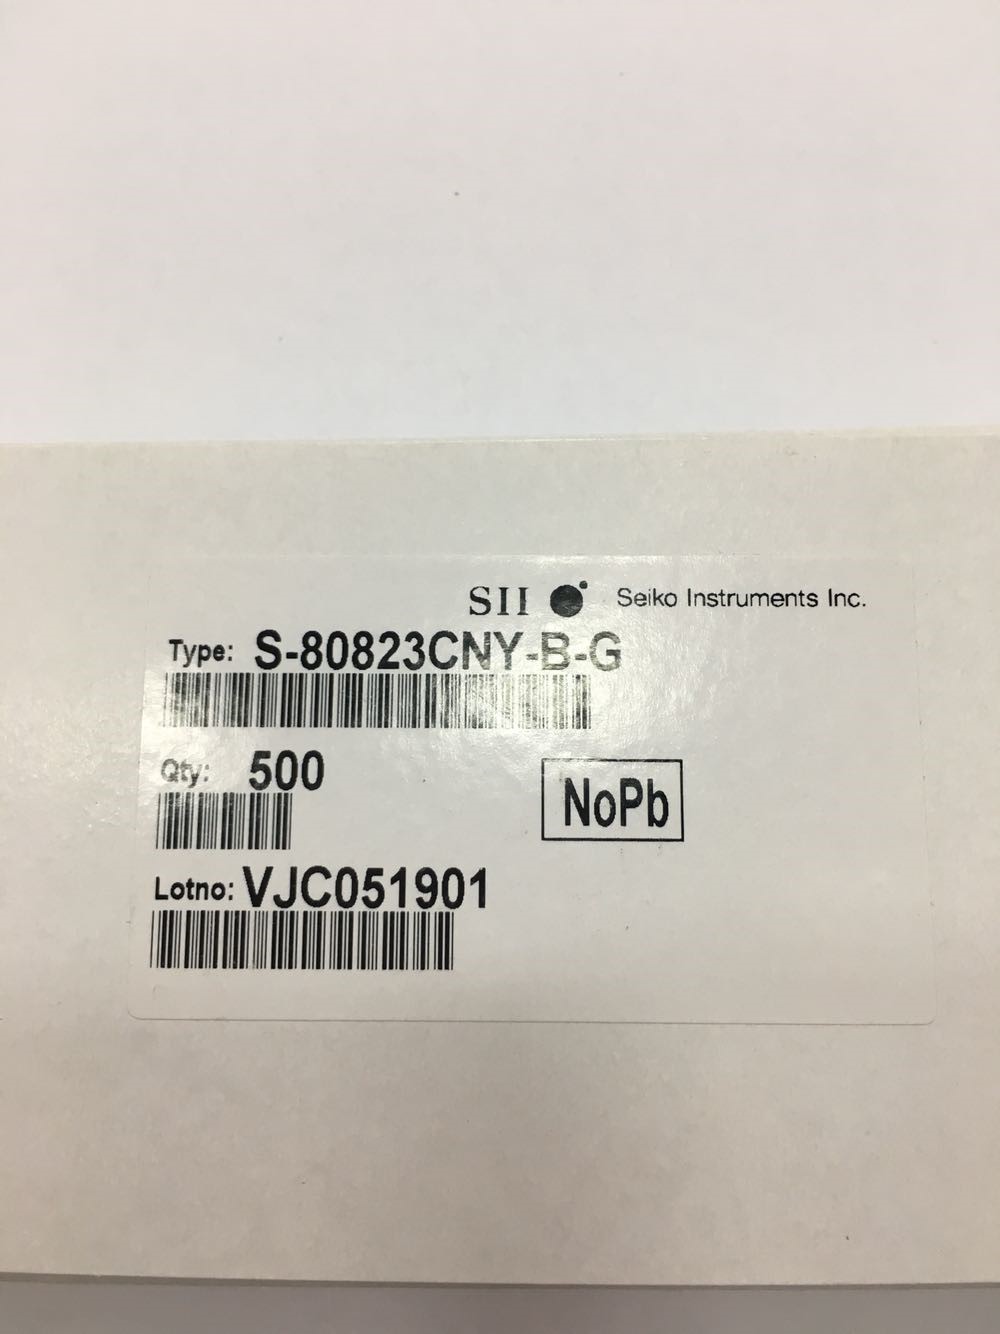 SII Seiko Instruments Inc.
Type: S-80823CNY-B-G
Qty: 500
NoPb
Lotno: VJC051901